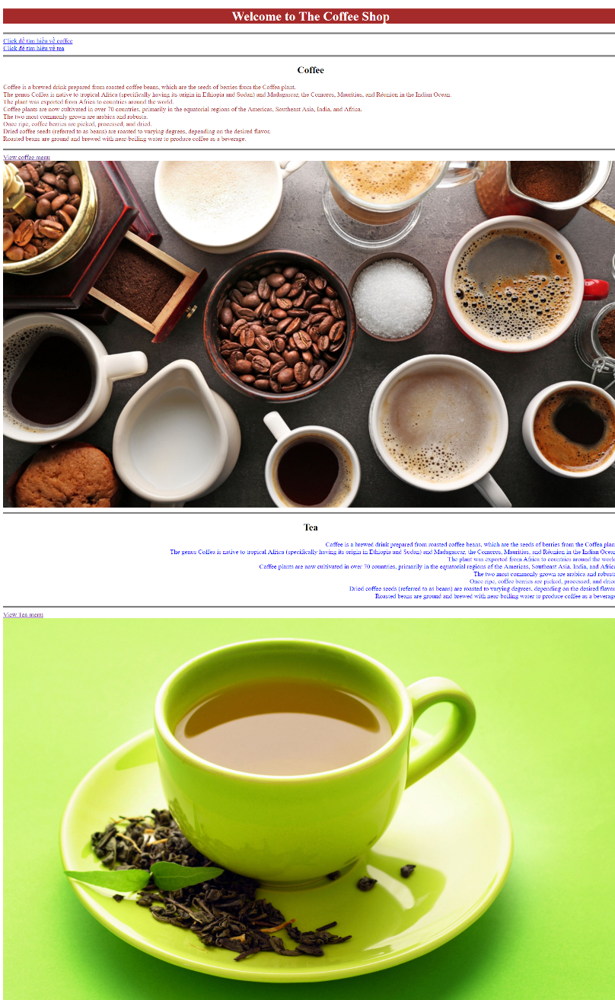 Welcome to The Coffee Shop
Click để tìm hiểu về coffee
Click để tìm hiểu về tea
Coffee
Coffee is a brewed drink prepared from roasted coffee beans, which are the seeds of berries from the Coffea plant.
The genus Coffea is native to tropical Africa (specifically having its origin in Ethiopia and Sudan) and Madagascar, the Comoros, Mauritius, and Réunion in the Indian Ocean.
The plant was exported from Africa to countries around the world.
Coffee plants are now cultivated in over 70 countries, primarily in the equatorial regions of the Americas, Southeast Asia, India, and Africa.
The two most commonly grown are arabica and robusta.
Once ripe, coffee berries are picked, processed, and dried.
Dried coffee seeds (referred to as beans) are roasted to varying degrees, depending on the desired flavor.
Roasted beans are ground and brewed with near-boiling water to produce coffee as a beverage.
View coffee menu
Tea
Coffee is a brewed drink prepared from roasted coffee beans, which are the seeds of berries from the Coffea plan
The genus Coffea is native to tropical Africa (specifically having its origin in Ethiopia and Sudan) and Madagascar, the Comoros, Mauritius, and Réunion in the Indian Ocean
The plant was exported from Africa to countries around the world
Coffee plants are now cultivated in over 70 countries, primarily in the equatorial regions of the Americas, Southeast Asia, India, and Africa
The two most commonly grown are arabica and robusta
Once ripe, coffee berries are picked, processed, and dried
Dried coffee seeds (referred to as beans) are roasted to varying degrees, depending on the desired flavor
Roasted beans are ground and brewed with near-boiling water to produce coffee as a beverage
View Tea menu